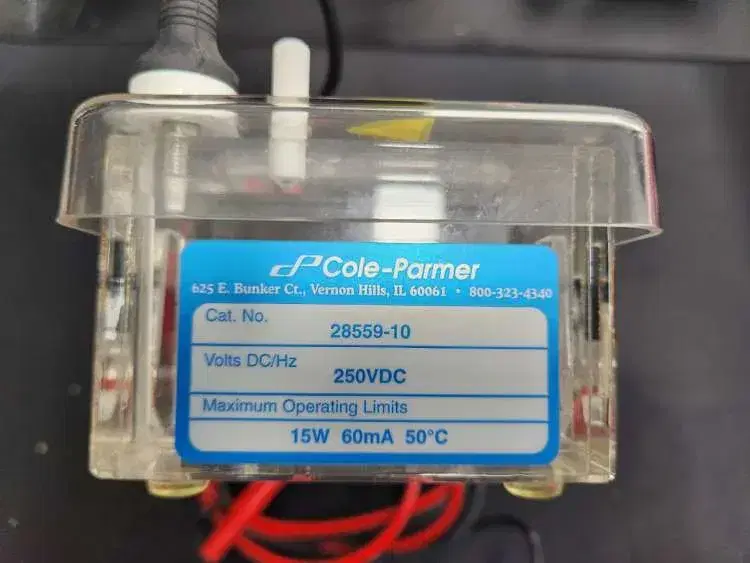 Cole-Parmer
625 E. Bunker Ct., Vernon Hills, IL 60061 • 800-323-4340
Cat. No.
28559-10
Volts DC/Hz
250VDC
Maximum Operating Limits
15W 60mA 50°C